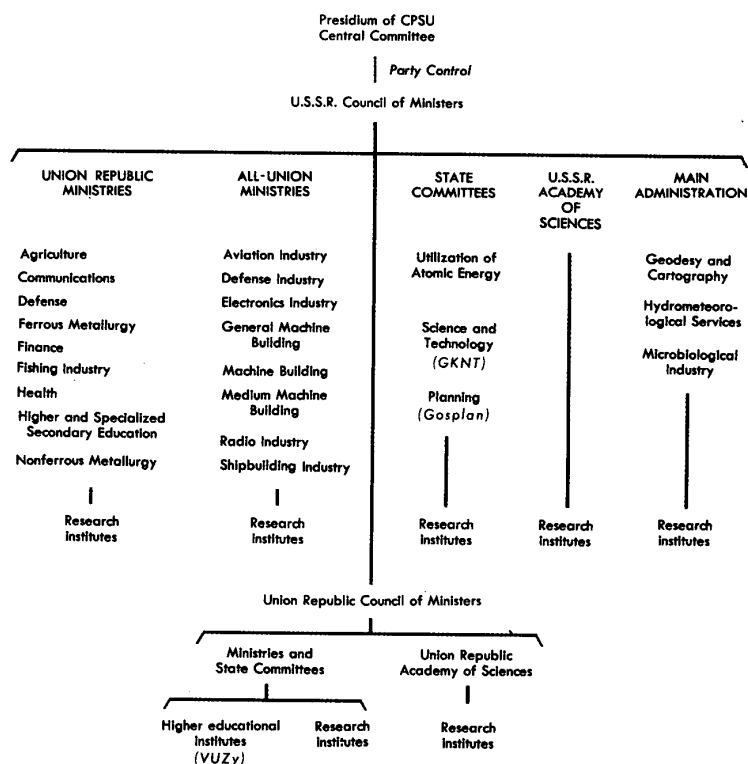 Presidium of CPSU
Central Committee
Party Control
U.S.S.R. Council of Ministers
UNION REPUBLIC
MINISTRIES
Agriculture
Communications
Defense
Ferrous Metallurgy
Finance
Fishing Industry
Health
Higher and Specialized
Secondary Education
Nonferrous Metallurgy
Research
institutes
ALL-UNION
MINISTRIES
Aviation Industry
Defense Industry
Electronics Industry
General Machine
Building
Machine Building
Medium Machine
Building
Radio Industry
Shipbuilding Industry
Research
institutes
STATE
COMMITTEES
Utilization of
Atomic Energy
Science and
Technology
(GKNT)
Planning
(Gosplan)
Research
institutes
U.S.S.R.
ACADEMY
OF
SCIENCES
Research
institutes
MAIN
ADMINISTRATION
Geodesy and
Cartography
Hydrometeoro-
logical Services
Microbiological
Industry
Research
institutes
Union Republic Council of Ministers
Ministries and
State Committees
Higher educational
institutes
(VUZy)
Research
institutes
Union Republic
Academy of Sciences
Research
institutes